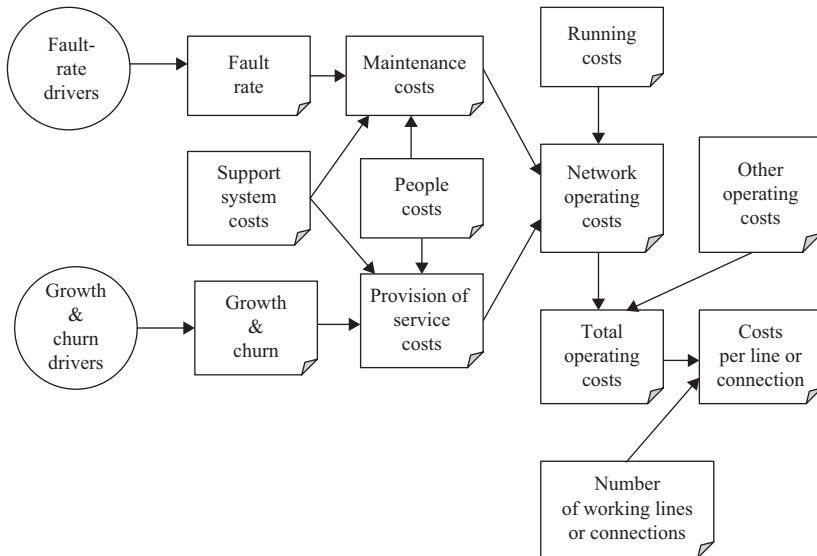 Fault-
rate
drivers
Fault
rate
Maintenance
costs
Running
costs
Support
system
costs
People
costs
Network
operating
costs
Other
operating
costs
Growth
&
churn
drivers
Growth
&
churn
Provision of
service
costs
Total
operating
costs
Costs
per line or
connection
Number
of working lines
or connections